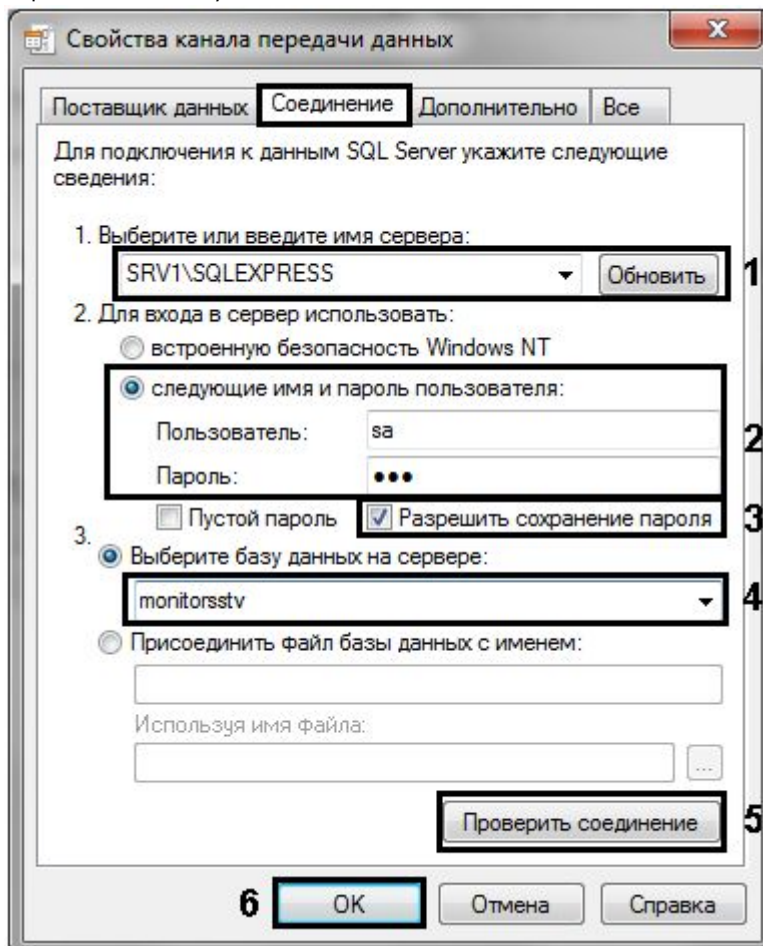 Свойства канала передачи данных
Поставщик данных Соединение Дополнительно Все
Для подключения к данным SQL Server укажите следующие
сведения:
1. Выберите или введите имя сервера:
SRV1\SQLEXPRESS Обновить 1
2. Для входа в сервер использовать:
встроенную безопасность Windows NT
следующие имя и пароль пользователя:
Пользователь: sa
2
Пароль: •••
Пустой пароль Разрешить сохранение пароля 3
3.
Выберите базу данных на сервере:
monitorsstv 4
Присоединить файл базы данных с именем:
Используя имя файла:
...
Проверить соединение 5
6 OK Отмена Справка